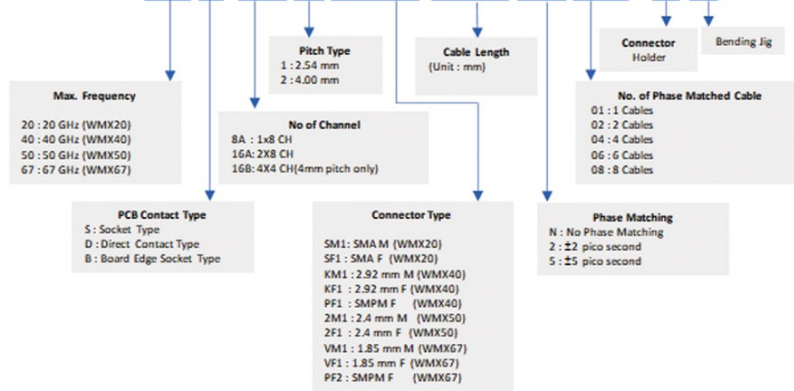 Pitch Type
1 : 2.54 mm
2 : 4.00 mm
Cable Length
(Unit : mm)
Connector
Holder
Bending Jig
Max. Frequency
20 : 20 GHz (WMX20)
40 : 40 GHz (WMX40)
50 : 50 GHz (WMX50)
67 : 67 GHz (WMX67)
No of Channel
8A : 1x8 CH
16A: 2X8 CH
16B: 4X4 CH(4mm pitch only)
No. of Phase Matched Cable
01 : 1 Cables
02 : 2 Cables
04 : 4 Cables
06 : 6 Cables
08 : 8 Cables
PCB Contact Type
S : Socket Type
D : Direct Contact Type
B : Board Edge Socket Type
Connector Type
SM1: SMA M (WMX20)
SF1 : SMA F (WMX20)
KM1 : 2.92 mm M (WMX40)
KF1 : 2.92 mm F (WMX40)
PF1 : SMPM F (WMX40)
2M1 : 2.4 mm M (WMX50)
2F1 : 2.4 mm F (WMX50)
VM1 : 1.85 mm M (WMX67)
VF1 : 1.85 mm F (WMX67)
PF2 : SMPM F (WMX67)
Phase Matching
N : No Phase Matching
2 : ±2 pico second
5 : ±5 pico second